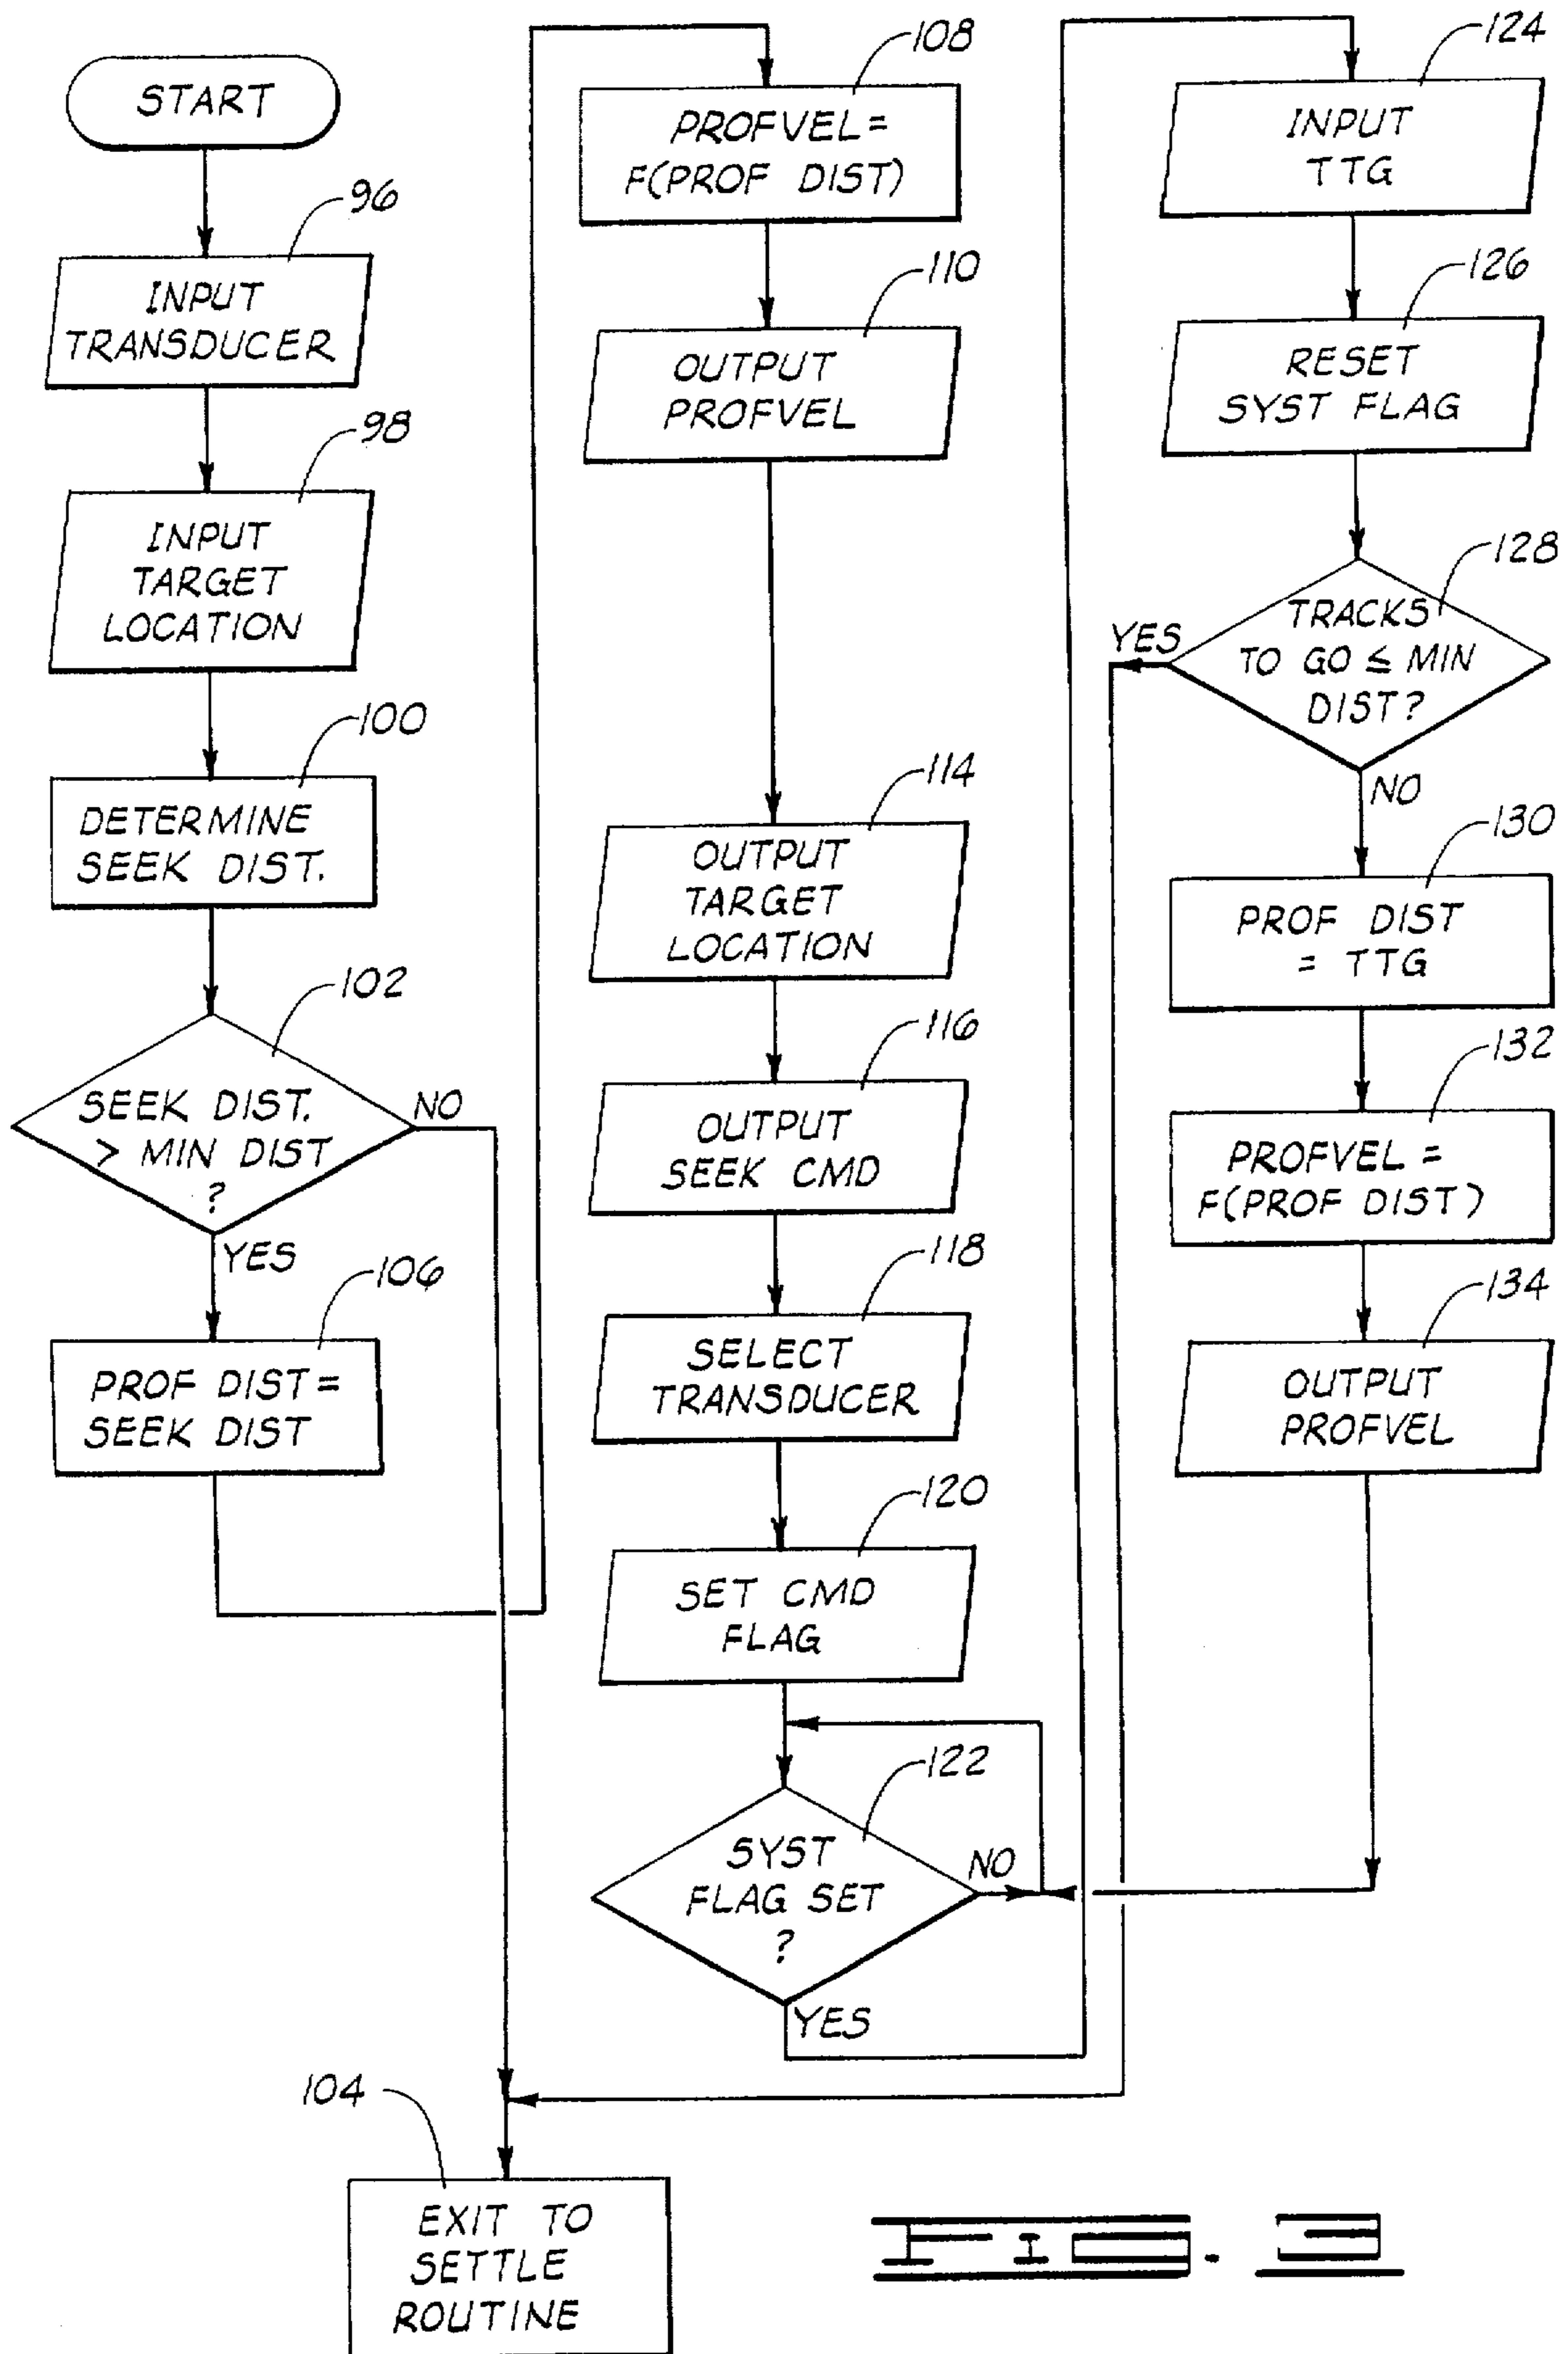 START
96
INPUT
TRANSDUCER
98
INPUT
TARGET
LOCATION
100
DETERMINE
SEEK DIST.
102
SEEK DIST.
> MIN DIST
?
NO
YES
106
PROF DIST =
SEEK DIST
104
EXIT TO
SETTLE
ROUTINE
108
PROFVEL =
F(PROF DIST)
110
OUTPUT
PROFVEL
114
OUTPUT
TARGET
LOCATION
116
OUTPUT
SEEK CMD
118
SELECT
TRANSDUCER
120
SET CMD
FLAG
122
SYST
FLAG SET
?
NO
YES
124
INPUT
TTG
126
RESET
SYST FLAG
128
TRACKS
TO GO ≤ MIN
DIST?
YES
NO
130
PROF DIST
= TTG
132
PROFVEL =
F(PROF DIST)
134
OUTPUT
PROFVEL